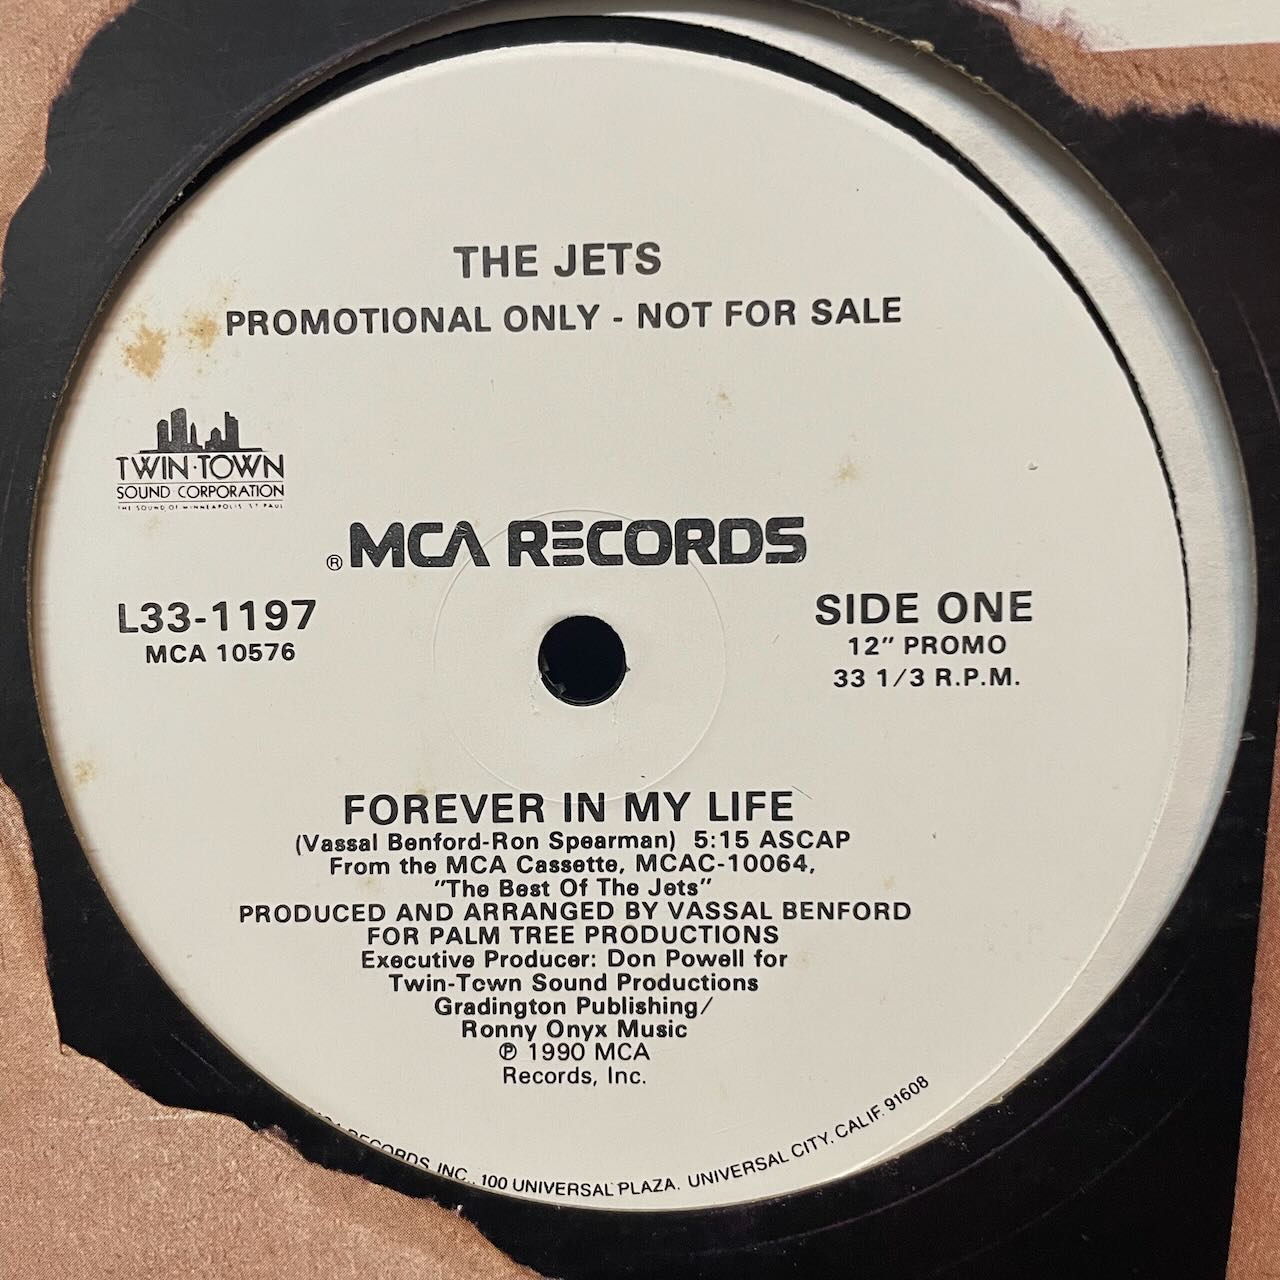 THE JETS
PROMOTIONAL ONLY - NOT FOR SALE
TWIN·TOWN
SOUND CORPORATION
THE SOUND OF MINNEAPOLIS ST PAUL
® MCA RECORDS
L33-1197
MCA 10576
SIDE ONE
12" PROMO
33 1/3 R.P.M.
FOREVER IN MY LIFE
(Vassal Benford-Ron Spearman) 5:15 ASCAP
From the MCA Cassette, MCAC-10064,
"The Best Of The Jets"
PRODUCED AND ARRANGED BY VASSAL BENFORD
FOR PALM TREE PRODUCTIONS
Executive Producer: Don Powell for
Twin-Town Sound Productions
Gradington Publishing/
Ronny Onyx Music
℗ 1990 MCA
Records, Inc.
RECORDS, INC., 100 UNIVERSAL PLAZA. UNIVERSAL CITY, CALIF. 91608